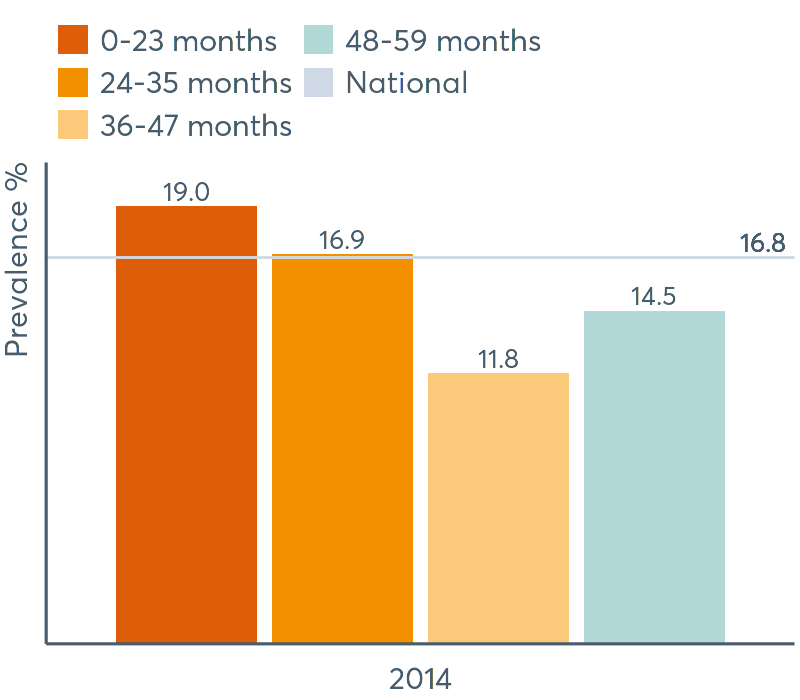 0-23 months
24-35 months
36-47 months
48-59 months
National
Prevalence %
19.0
16.9
11.8
14.5
16.8
2014